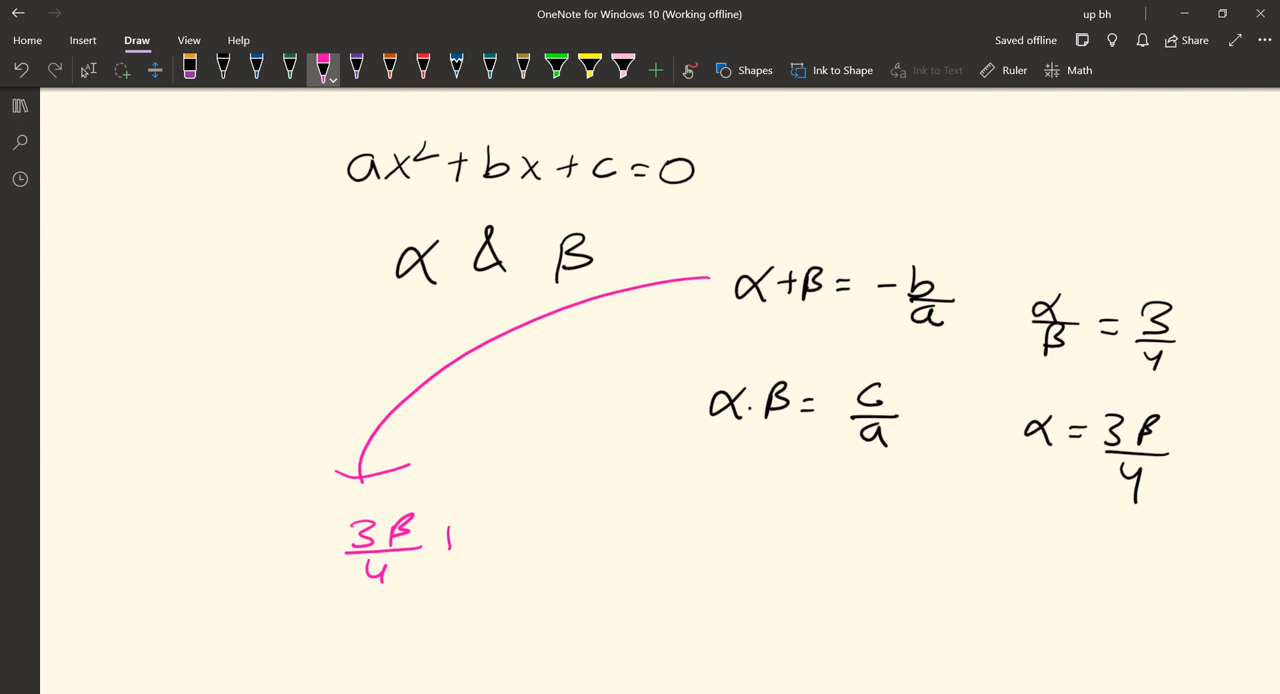 OneNote for Windows 10 (Working offline)
up bh
Home Insert Draw View Help
Saved offline
Share
Shapes
Ink to Shape
Ink to Text
Ruler
Math
ax² + bx + c = 0
α & β
α + β = - b/a
α/β = 3/4
α . β = c/a
α = 3β/4
3β/4